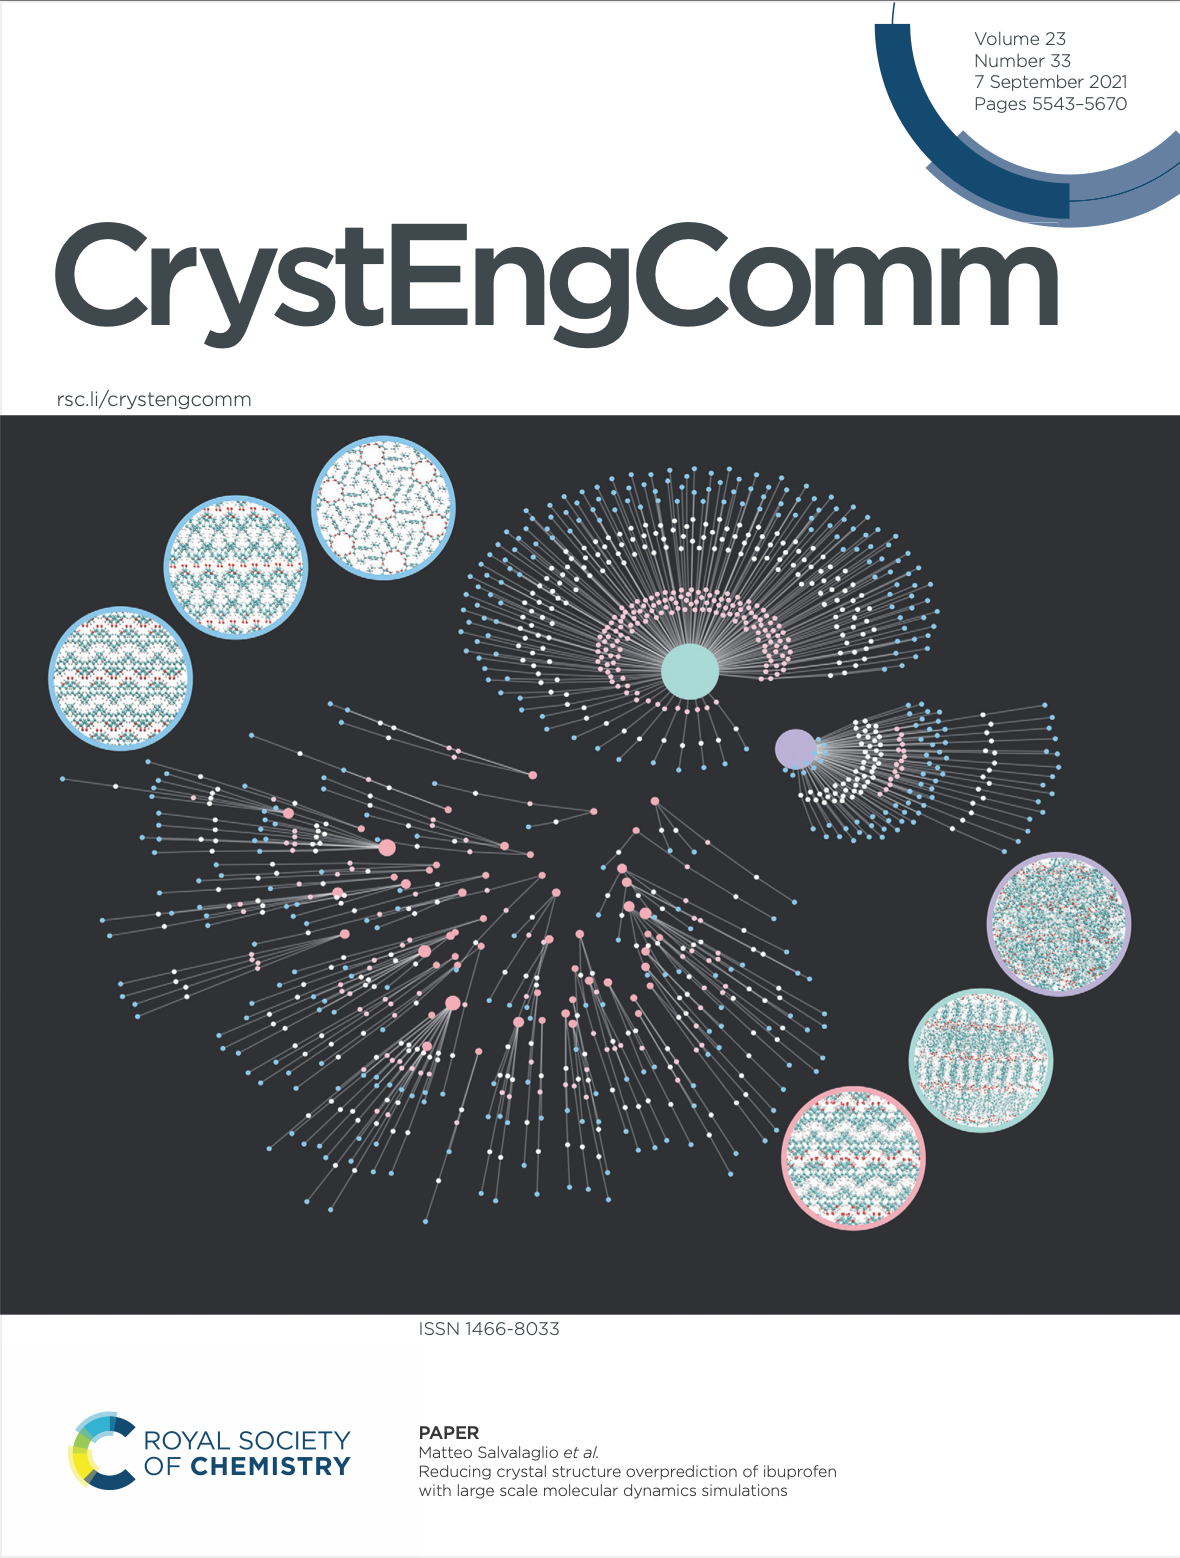 Volume 23
Number 33
7 September 2021
Pages 5543–5670
CrystEngComm
rsc.li/crystengcomm
ISSN 1466-8033
ROYAL SOCIETY
OF CHEMISTRY
PAPER
Matteo Salvalaglio et al.
Reducing crystal structure overprediction of ibuprofen
with large scale molecular dynamics simulations